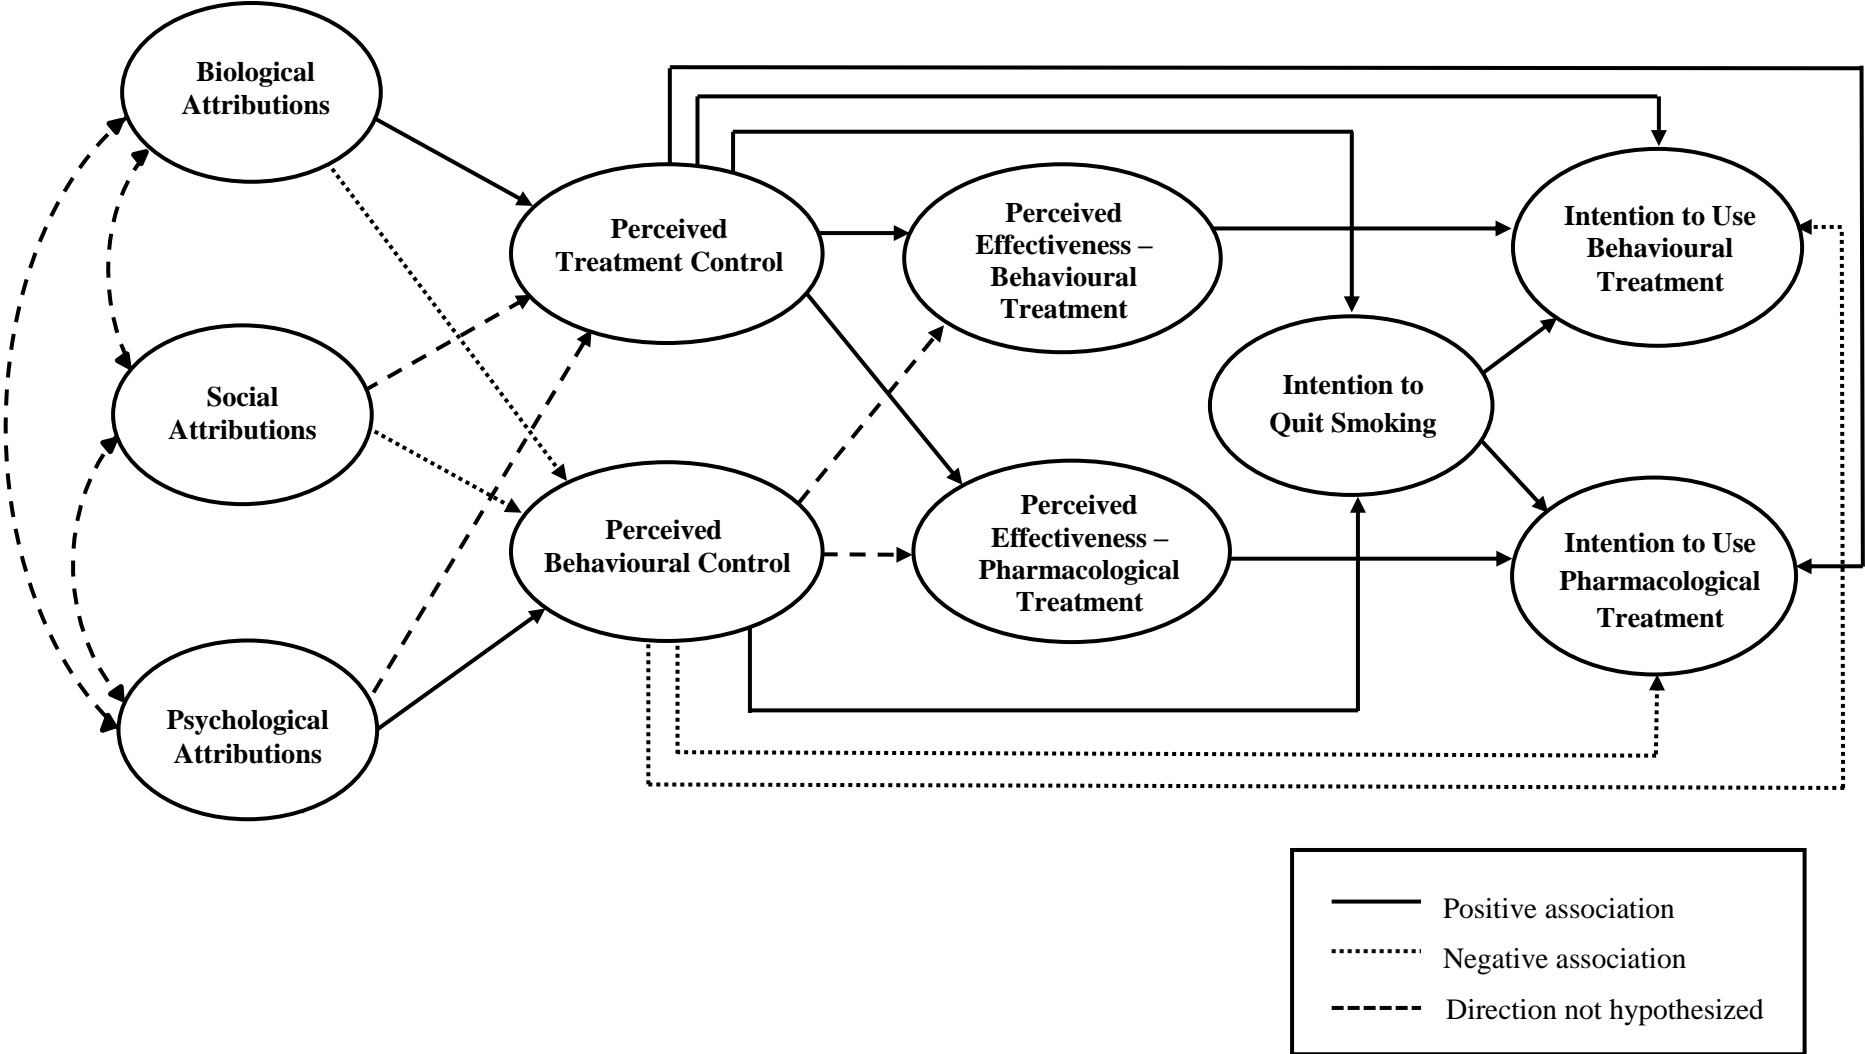 Biological
Attributions
Social
Attributions
Psychological
Attributions
Perceived
Treatment Control
Perceived
Behavioural Control
Perceived
Effectiveness –
Behavioural
Treatment
Perceived
Effectiveness –
Pharmacological
Treatment
Intention to
Quit Smoking
Intention to Use
Behavioural
Treatment
Intention to Use
Pharmacological
Treatment
Positive association
Negative association
Direction not hypothesized